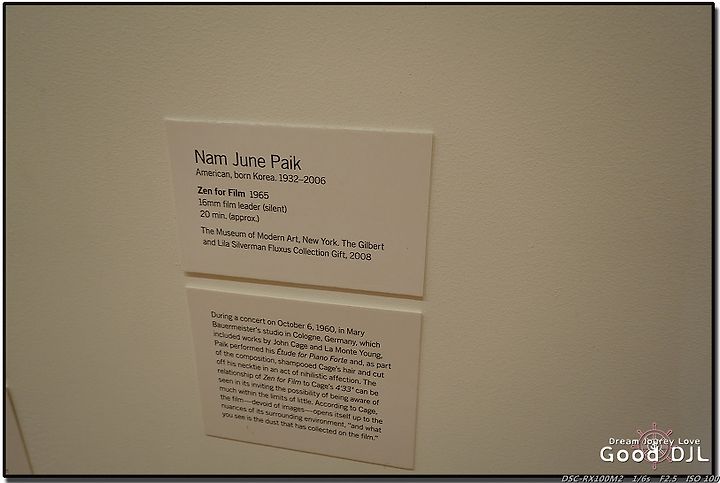 Nam June Paik
American, born Korea. 1932–2006
Zen for Film 1965
16mm film leader (silent)
20 min. (approx.)
The Museum of Modern Art, New York. The Gilbert
and Lila Silverman Fluxus Collection Gift, 2008
During a concert on October 6, 1960, in Mary
Bauermeister's studio in Cologne, Germany, which
included works by John Cage and La Monte Young,
Paik performed his Étude for Piano Forte and, as part
of the composition, shampooed Cage's hair and cut
off his necktie in an act of nihilistic affection. The
relationship of Zen for Film to Cage's 4'33" can be
seen in its inviting the possibility of being aware of
much within the limits of little. According to Cage,
the film—devoid of images—opens itself up to the
nuances of its surrounding environment, "and what
you see is the dust that has collected on the film."
Dream Jourey Love
Good DJL
DSC-RX100M2 1/6s F2.5 ISO 100